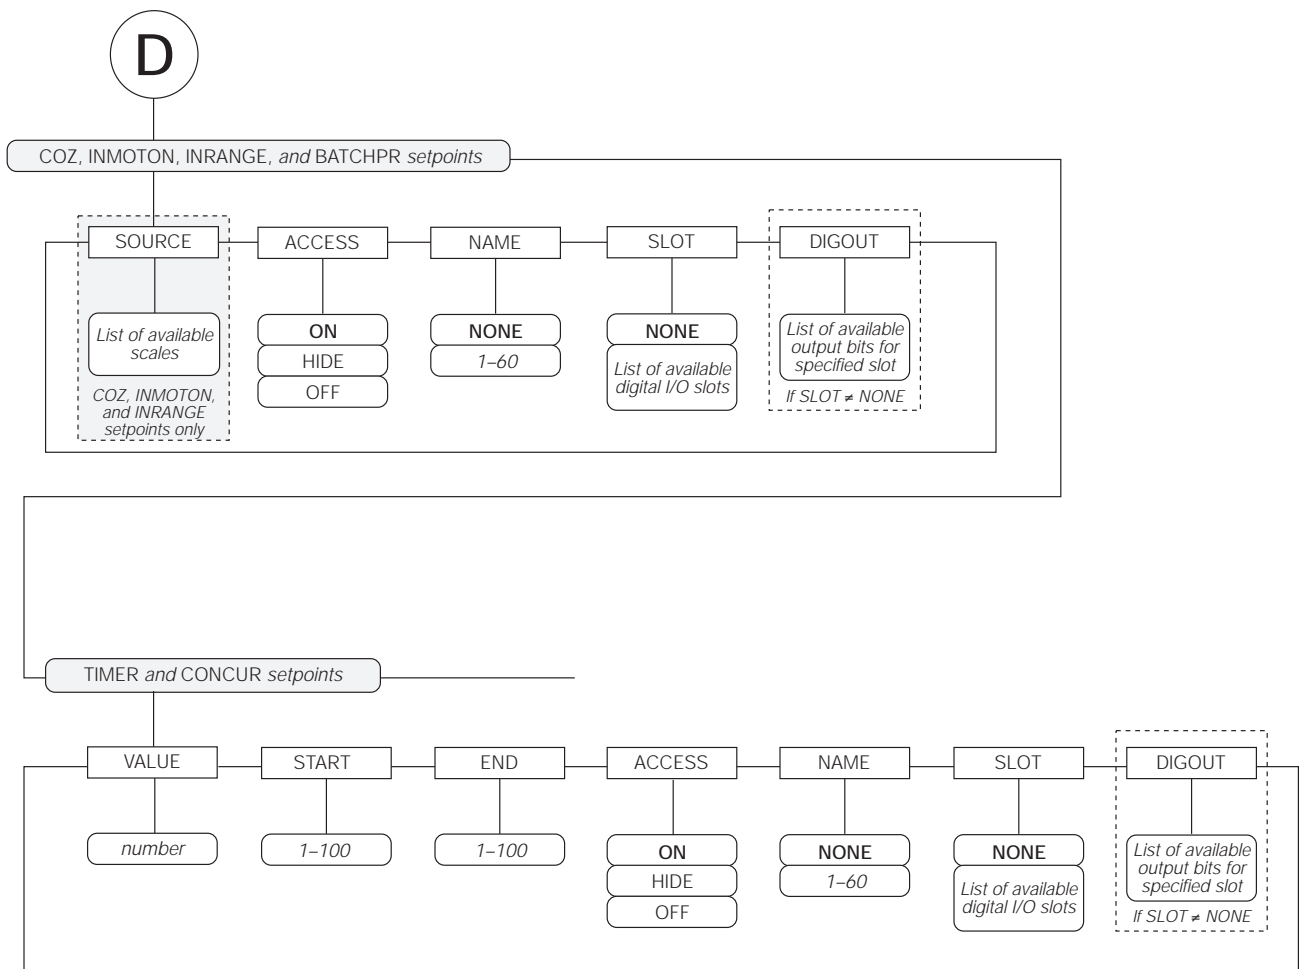 D
COZ, INMOTON, INRANGE, and BATCHPR setpoints
SOURCE
ACCESS
NAME
SLOT
DIGOUT
List of available
scales
COZ, INMOTON,
and INRANGE
setpoints only
ON
HIDE
OFF
NONE
1–60
NONE
List of available
digital I/O slots
List of available
output bits for
specified slot
If SLOT ≠ NONE
TIMER and CONCUR setpoints
VALUE
START
END
ACCESS
NAME
SLOT
DIGOUT
number
1–100
1–100
ON
HIDE
OFF
NONE
1–60
NONE
List of available
digital I/O slots
List of available
output bits for
specified slot
If SLOT ≠ NONE